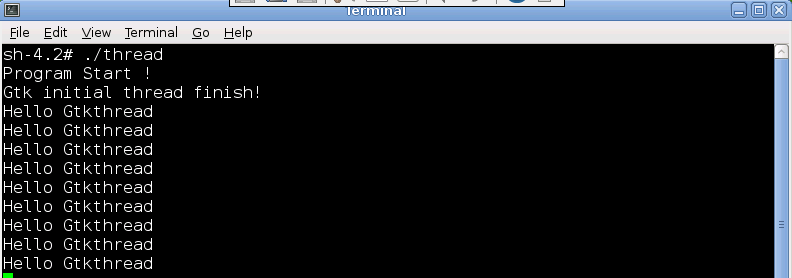 Terminal
File Edit View Terminal Go Help
sh-4.2# ./thread
Program Start !
Gtk initial thread finish!
Hello Gtkthread
Hello Gtkthread
Hello Gtkthread
Hello Gtkthread
Hello Gtkthread
Hello Gtkthread
Hello Gtkthread
Hello Gtkthread
Hello Gtkthread